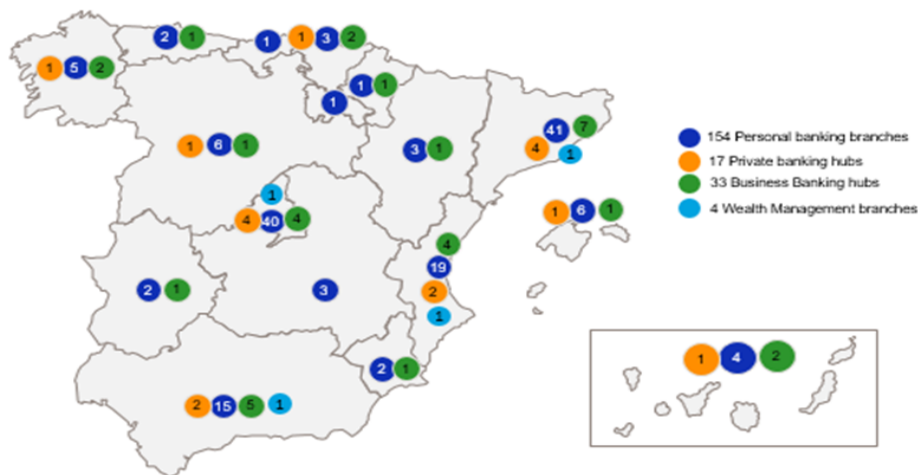 2 1
1
1 3 2
1 5 2
1 1
1
1 6 1
3 1
41 7
4 1
154 Personal banking branches
17 Private banking hubs
33 Business Banking hubs
4 Wealth Management branches
1
4 40 4
1 6 1
4
19
2
1
2 1
3
2 1
2 15 5 1
1 4 2